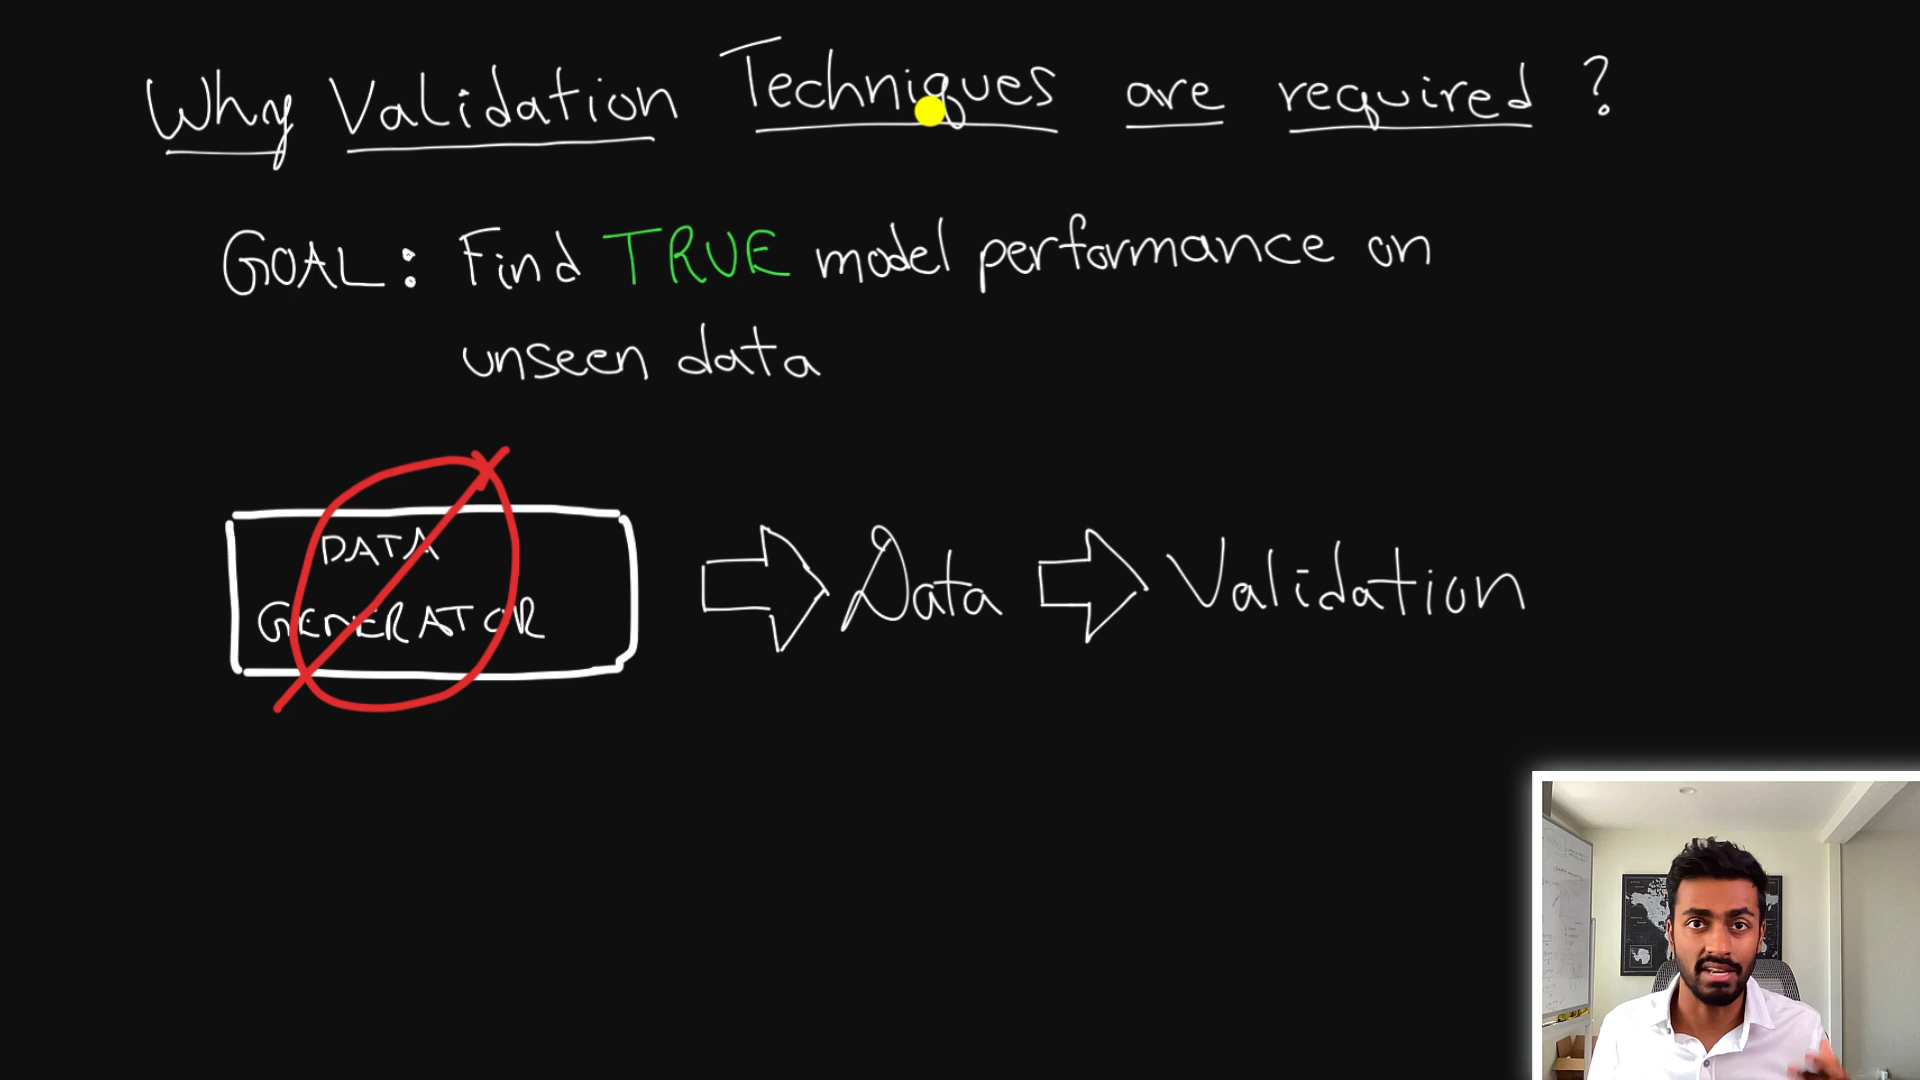 Why Validation Techniques are required ?
GOAL: Find TRUE model performance on
unseen data
DATA
GENERATOR
Data
Validation